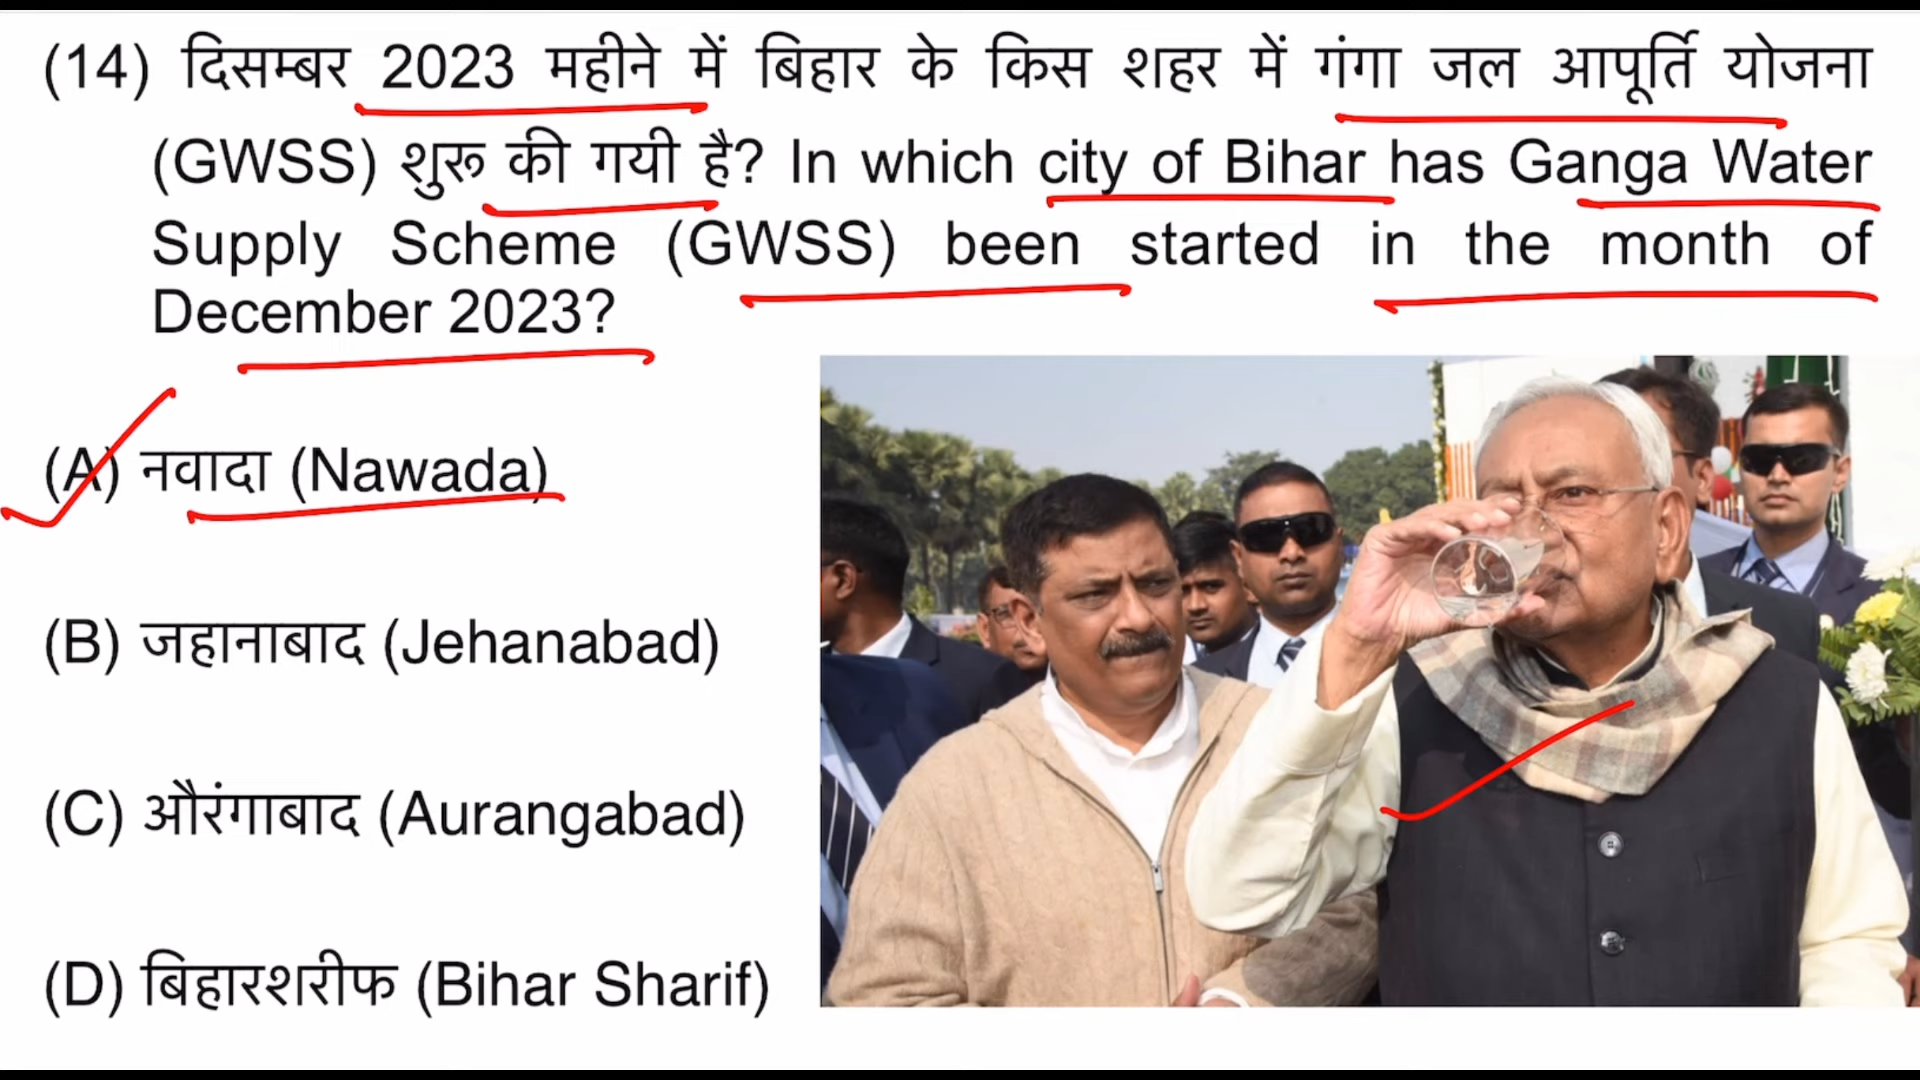 (14) दिसम्बर 2023 महीने में बिहार के किस शहर में गंगा जल आपूर्ति योजना
(GWSS) शुरू की गयी है? In which city of Bihar has Ganga Water
Supply Scheme (GWSS) been started in the month of
December 2023?
(A) नवादा (Nawada)
(B) जहानाबाद (Jehanabad)
(C) औरंगाबाद (Aurangabad)
(D) बिहारशरीफ (Bihar Sharif)